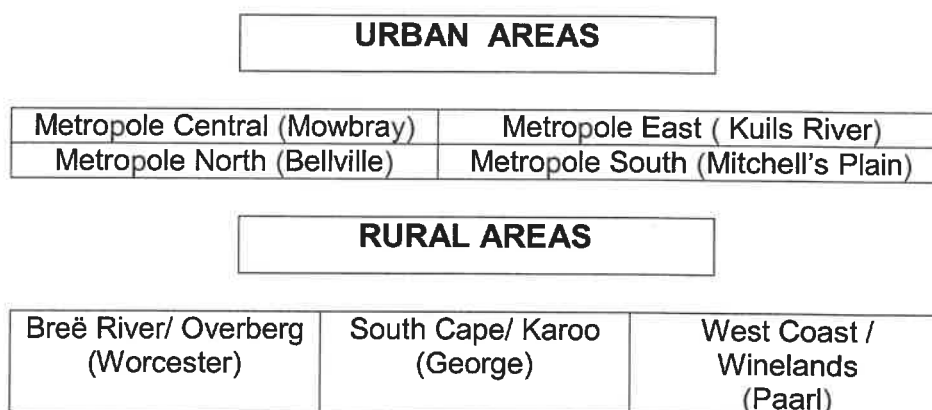 URBAN AREAS
Metropole Central (Mowbray) Metropole East ( Kuils River)
Metropole North (Bellville) Metropole South (Mitchell's Plain)
RURAL AREAS
Breë River/ Overberg
(Worcester)
South Cape/ Karoo
(George)
West Coast /
Winelands
(Paarl)